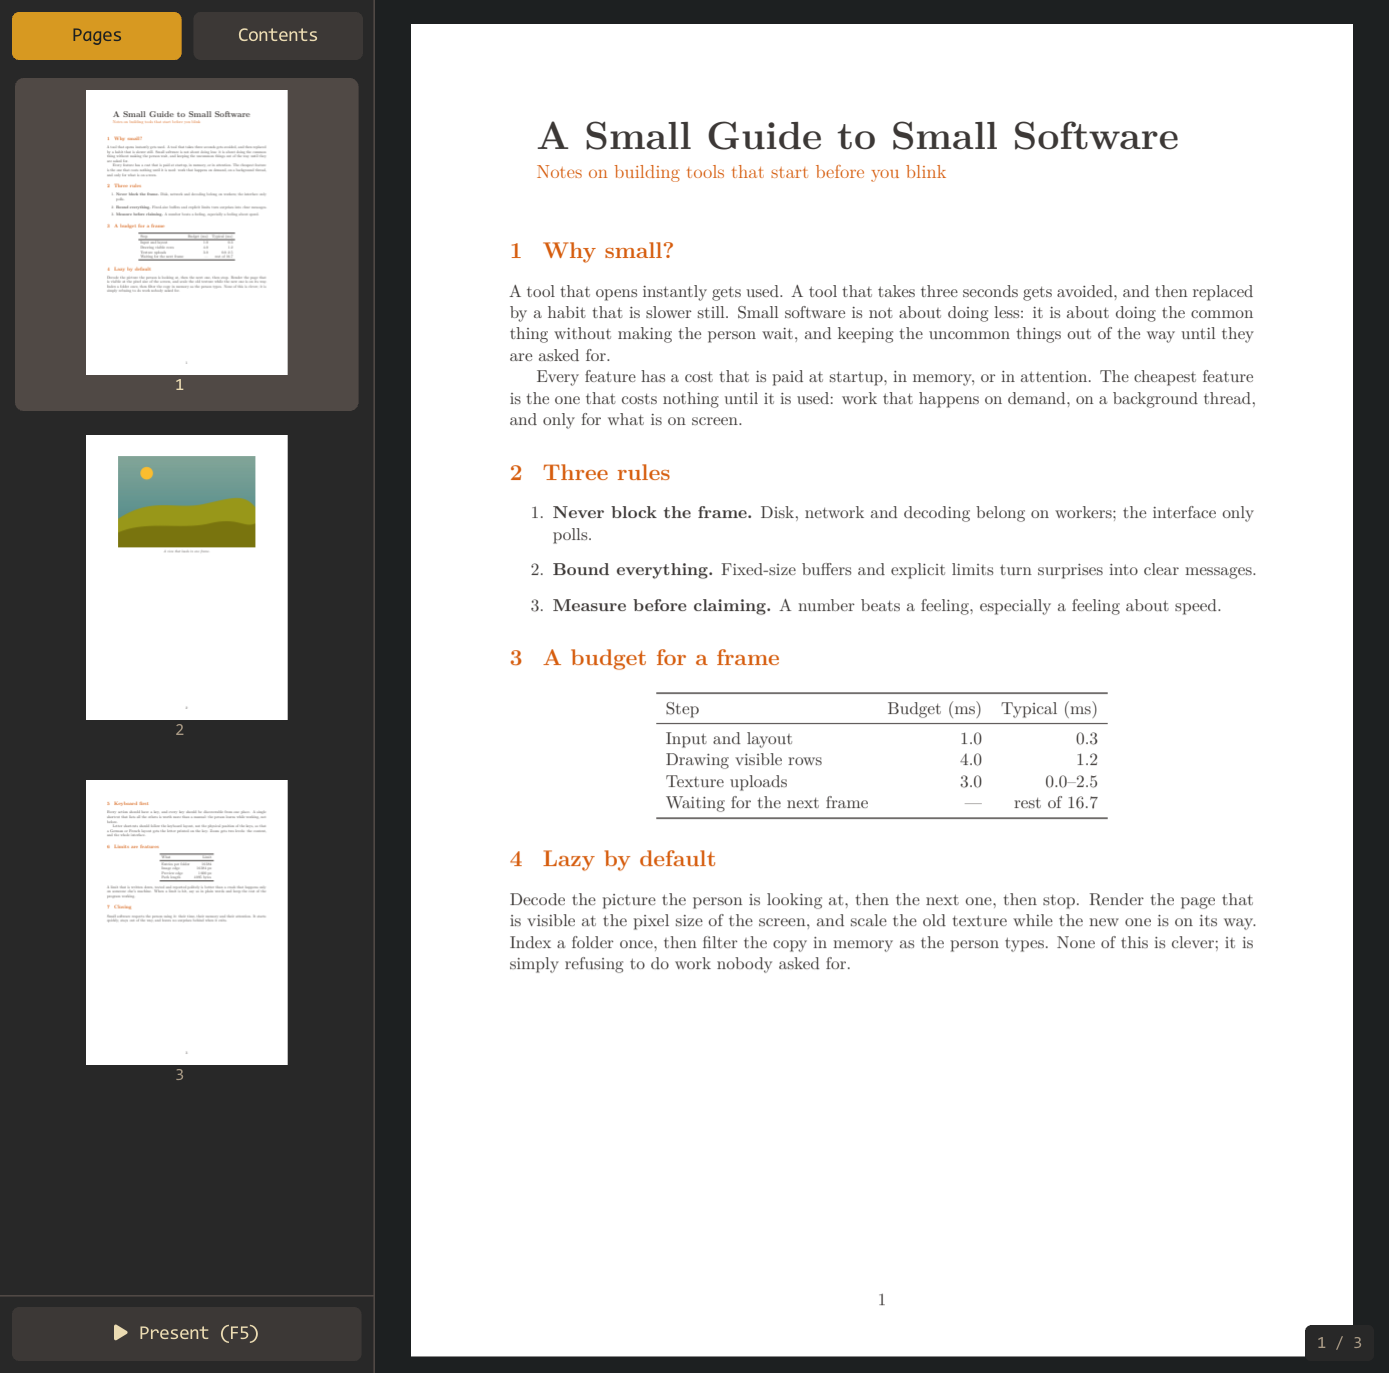 Pages
Contents
1
2
3
Present (F5)
A Small Guide to Small Software
Notes on building tools that start before you blink
1 Why small?
A tool that opens instantly gets used. A tool that takes three seconds gets avoided, and then replaced
by a habit that is slower still. Small software is not about doing less: it is about doing the common
thing without making the person wait, and keeping the uncommon things out of the way until they
are asked for.
Every feature has a cost that is paid at startup, in memory, or in attention. The cheapest feature
is the one that costs nothing until it is used: work that happens on demand, on a background thread,
and only for what is on screen.
2 Three rules
1. Never block the frame. Disk, network and decoding belong on workers; the interface only
polls.
2. Bound everything. Fixed-size buffers and explicit limits turn surprises into clear messages.
3. Measure before claiming. A number beats a feeling, especially a feeling about speed.
3 A budget for a frame
Step Budget (ms) Typical (ms)
Input and layout 1.0 0.3
Drawing visible rows 4.0 1.2
Texture uploads 3.0 0.0–2.5
Waiting for the next frame — rest of 16.7
4 Lazy by default
Decode the picture the person is looking at, then the next one, then stop. Render the page that
is visible at the pixel size of the screen, and scale the old texture while the new one is on its way.
Index a folder once, then filter the copy in memory as the person types. None of this is clever; it is
simply refusing to do work nobody asked for.
1
1 / 3